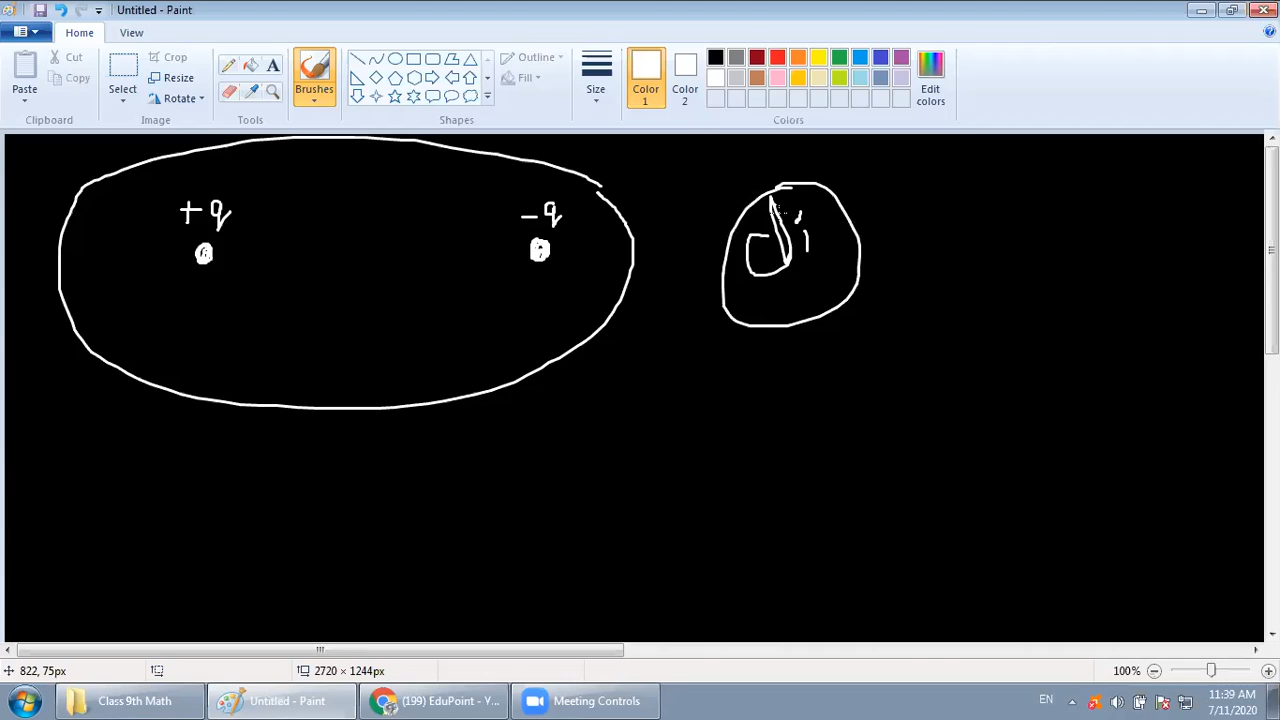 Untitled - Paint
Home View
Cut
Copy
Paste
Clipboard
Select
Crop
Resize
Rotate
Image
A
Tools
Brushes
Outline
Fill
Shapes
Size
Color 1
Color 2
Edit colors
Colors
+q
-q
di
822, 75px
2720 × 1244px
100%
Class 9th Math
Untitled - Paint
(199) EduPoint - Y...
Meeting Controls
EN
11:39 AM
7/11/2020